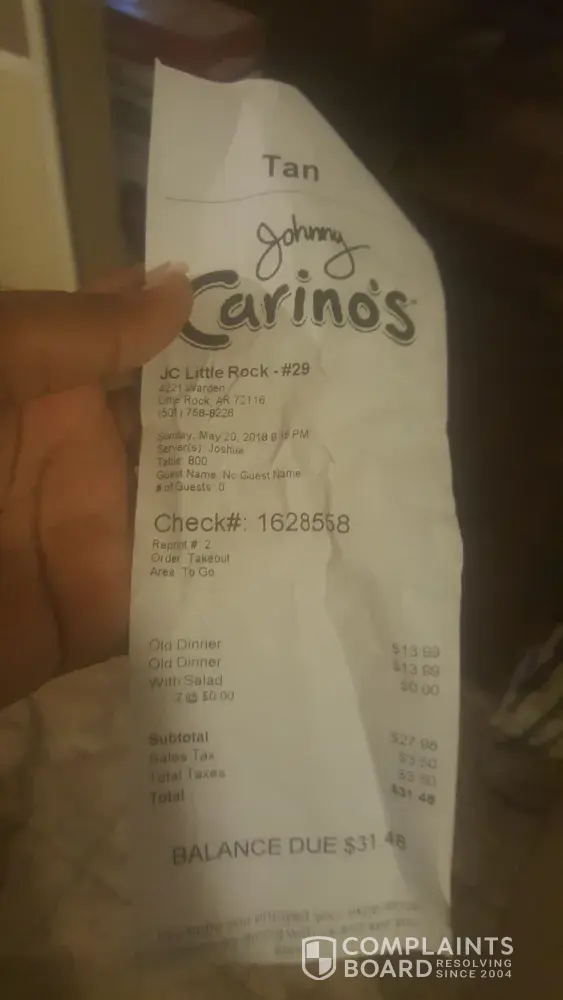 Tan
Johnny
Carino's
JC Little Rock - #29
4221 Warden
Little Rock, AR 72116
(501) 758-8226
Sunday, May 20, 2018 PM
Server(s): Joshua
Table: 800
Guest Name: No Guest Name
# of Guests: 0
Check#: 1628558
Reprint #: 2
Order: Takeout
Area: To Go
Old Dinner $13.99
Old Dinner $13.99
With Salad $0.00
2 @ $0.00
Subtotal $27.98
Sales Tax $3.50
Total Taxes $3.50
Total $31.48
BALANCE DUE $31.48
COMPLAINTS
BOARD RESOLVING
SINCE 2004